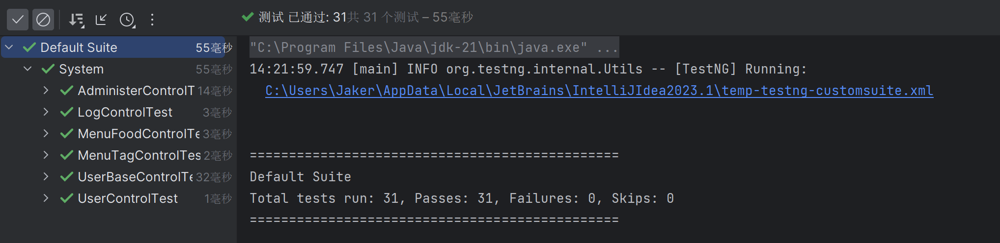 测试 已通过: 31共 31 个测试 – 55毫秒
Default Suite 55毫秒
System 55毫秒
AdministerControlT 14毫秒
LogControlTest 3毫秒
MenuFoodControlTe 3毫秒
MenuTagControlTes 2毫秒
UserBaseControlTe 32毫秒
UserControlTest 1毫秒
"C:\Program Files\Java\jdk-21\bin\java.exe" ...
14:21:59.747 [main] INFO org.testng.internal.Utils -- [TestNG] Running:
C:\Users\Jaker\AppData\Local\JetBrains\IntelliJIdea2023.1\temp-testng-customsuite.xml
===============================================
Default Suite
Total tests run: 31, Passes: 31, Failures: 0, Skips: 0
===============================================